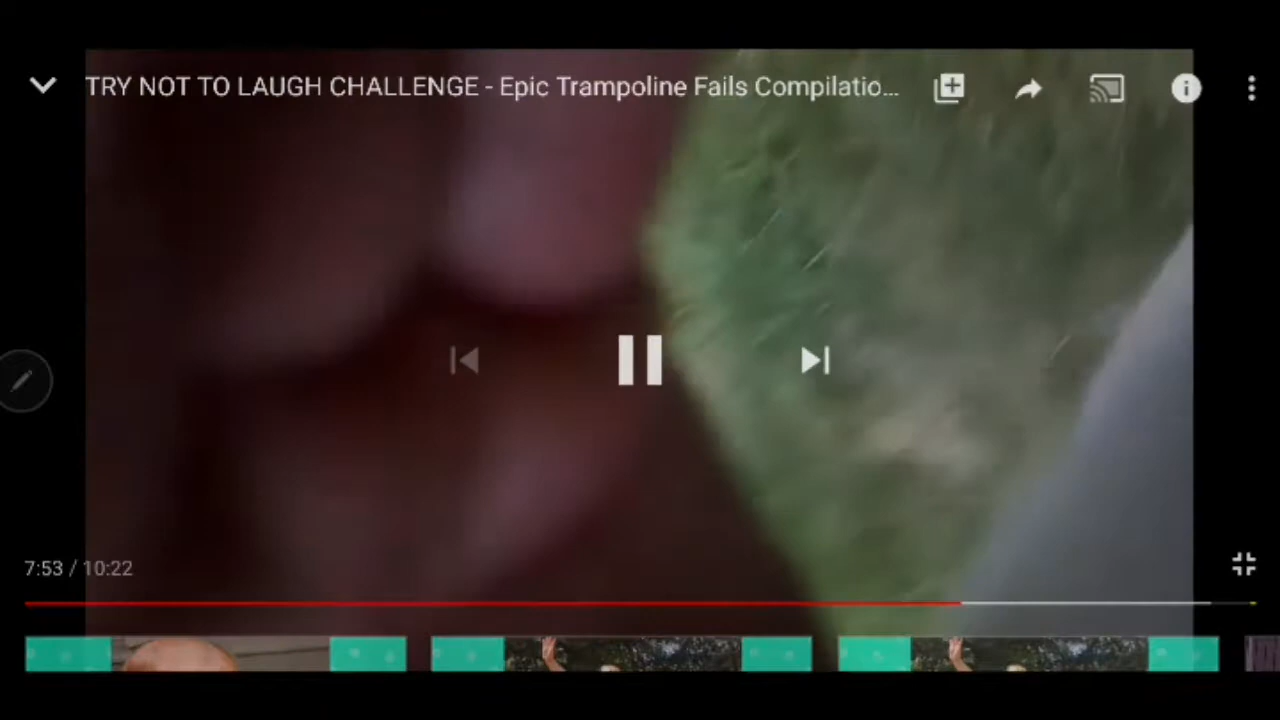 TRY NOT TO LAUGH CHALLENGE - Epic Trampoline Fails Compilatio...
7:53 / 10:22